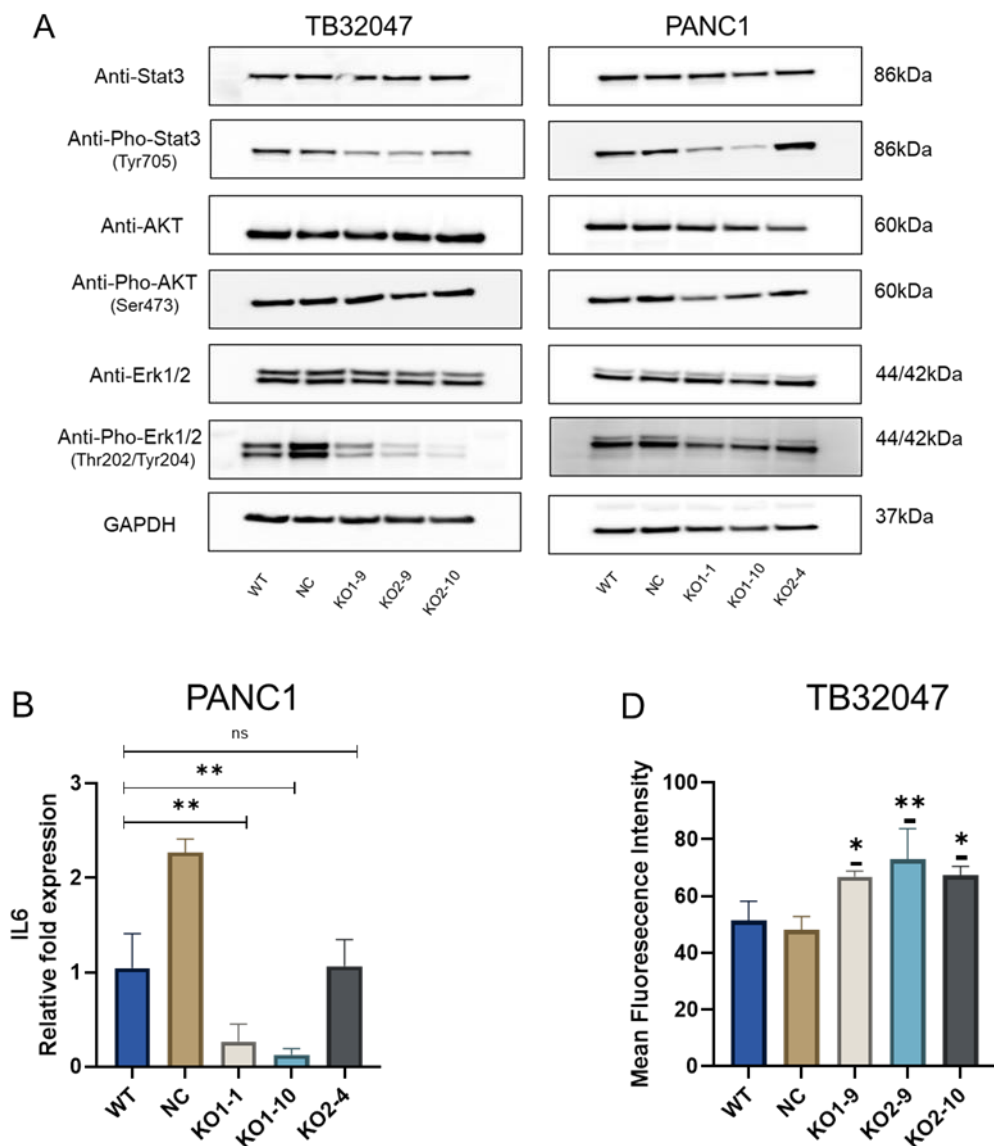 A
TB32047
PANC1
Anti-Stat3
86kDa
Anti-Pho-Stat3
(Tyr705)
86kDa
Anti-AKT
60kDa
Anti-Pho-AKT
(Ser473)
60kDa
Anti-Erk1/2
44/42kDa
Anti-Pho-Erk1/2
(Thr202/Tyr204)
44/42kDa
GAPDH
37kDa
WT
NC
KO1-9
KO2-9
KO2-10
WT
NC
KO1-1
KO1-10
KO2-4
B
PANC1
ns
**
**
IL6
Relative fold expression
3
2
1
0
WT
NC
KO1-1
KO1-10
KO2-4
D
TB32047
Mean Fluoresecence Intensity
100
80
60
40
20
0
*
**
*
WT
NC
KO1-9
KO2-9
KO2-10